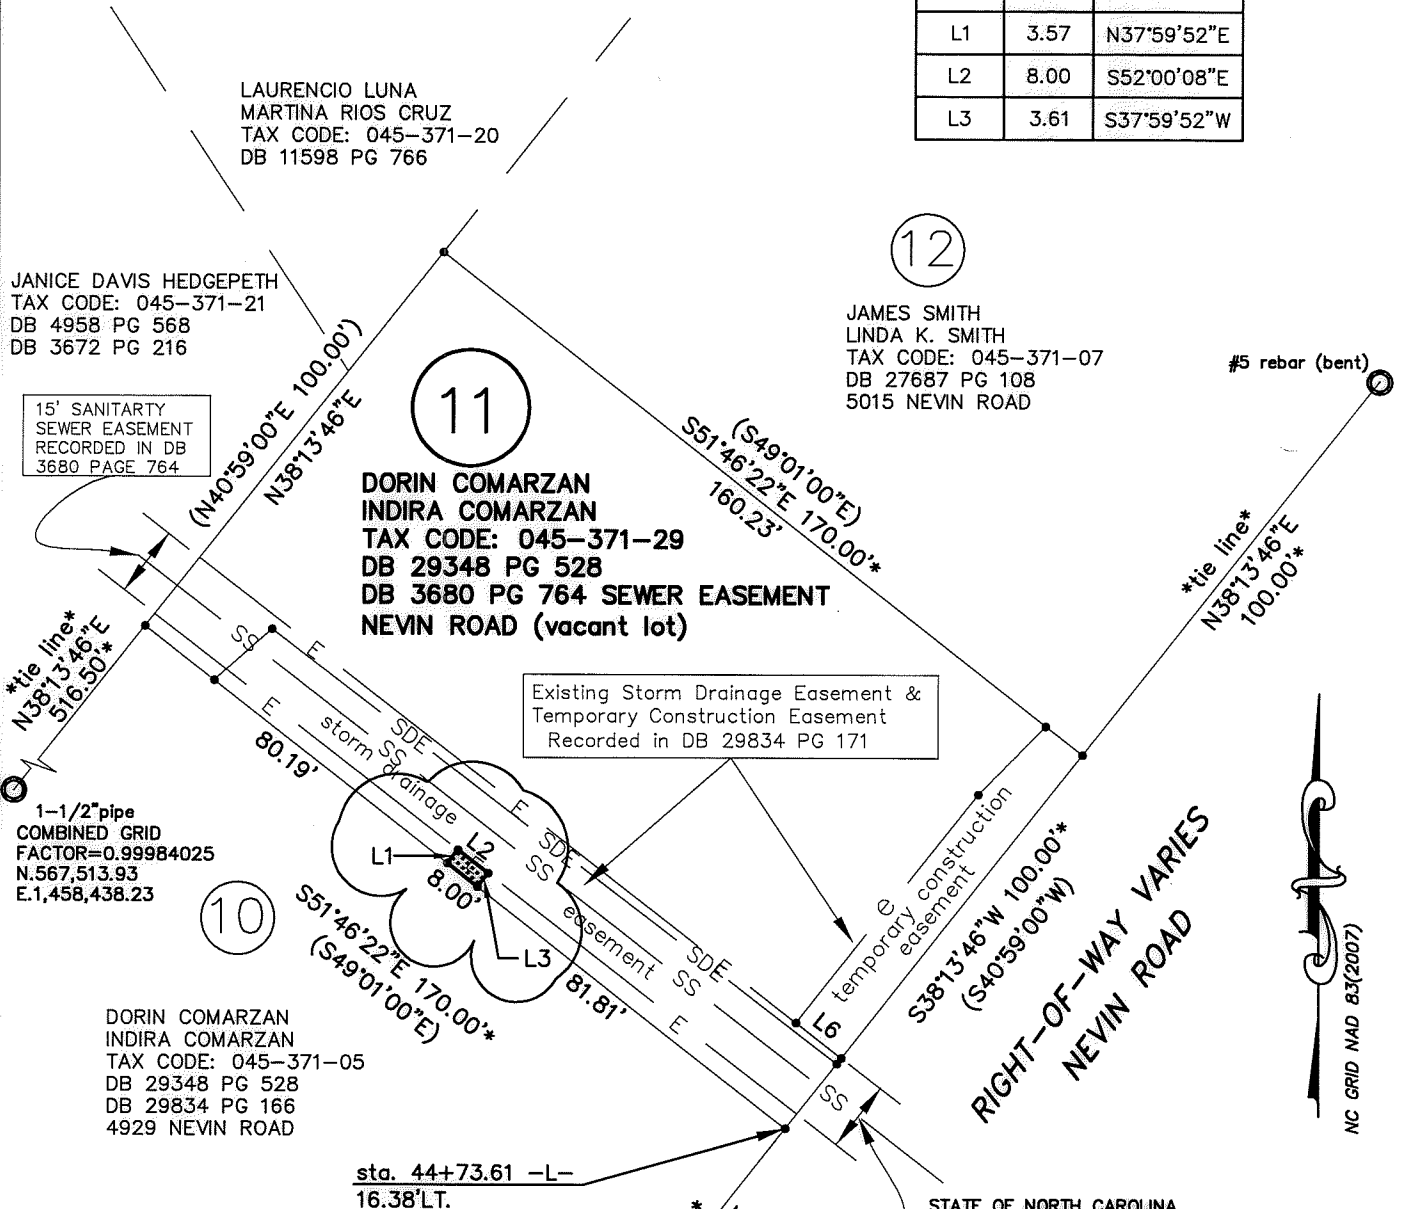 L1 3.57 N37°59'52"E
L2 8.00 S52°00'08"E
L3 3.61 S37°59'52"W
LAURENCIO LUNA
MARTINA RIOS CRUZ
TAX CODE: 045-371-20
DB 11598 PG 766
12
JAMES SMITH
LINDA K. SMITH
TAX CODE: 045-371-07
DB 27687 PG 108
5015 NEVIN ROAD
#5 rebar (bent)
JANICE DAVIS HEDGEPETH
TAX CODE: 045-371-21
DB 4958 PG 568
DB 3672 PG 216
15' SANITARTY
SEWER EASEMENT
RECORDED IN DB
3680 PAGE 764
(N40°59'00"E 100.00')
N38°13'46"E
11
DORIN COMARZAN
INDIRA COMARZAN
TAX CODE: 045-371-29
DB 29348 PG 528
DB 3680 PG 764 SEWER EASEMENT
NEVIN ROAD (vacant lot)
(S49°01'00"E)
S51°46'22"E 170.00'*
160.23'
*tie line*
N38°13'46"E
100.00'*
*tie line*
N38°13'46"E
516.50'*
SS
E
E
SDE
SS
storm drainage
80.19'
Existing Storm Drainage Easement &
Temporary Construction Easement
Recorded in DB 29834 PG 171
1-1/2"pipe
COMBINED GRID
FACTOR=0.99984025
N.567,513.93
E.1,458,438.23
L1
L2
8.00'
L3
E
SDE
SS
easement
SDE
SS
81.81'
E
SS
e
temporary construction
easement
L6
S38°13'46"W 100.00'*
(S40°59'00"W)
RIGHT-OF-WAY VARIES
NEVIN ROAD
NC GRID NAD 83(2007)
10
S51°46'22"E 170.00'*
(S49°01'00"E)
DORIN COMARZAN
INDIRA COMARZAN
TAX CODE: 045-371-05
DB 29348 PG 528
DB 29834 PG 166
4929 NEVIN ROAD
sta. 44+73.61 -L-
16.38'LT.
*
STATE OF NORTH CAROLINA